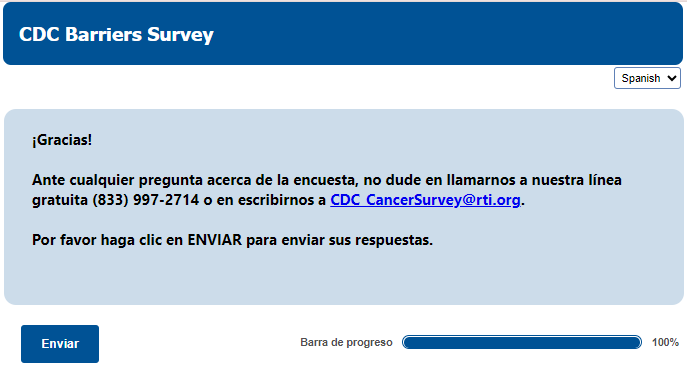 CDC Barriers Survey
Spanish
¡Gracias!
Ante cualquier pregunta acerca de la encuesta, no dude en llamarnos a nuestra línea
gratuita (833) 997-2714 o en escribirnos a CDC_CancerSurvey@rti.org.
Por favor haga clic en ENVIAR para enviar sus respuestas.
Enviar
Barra de progreso
100%